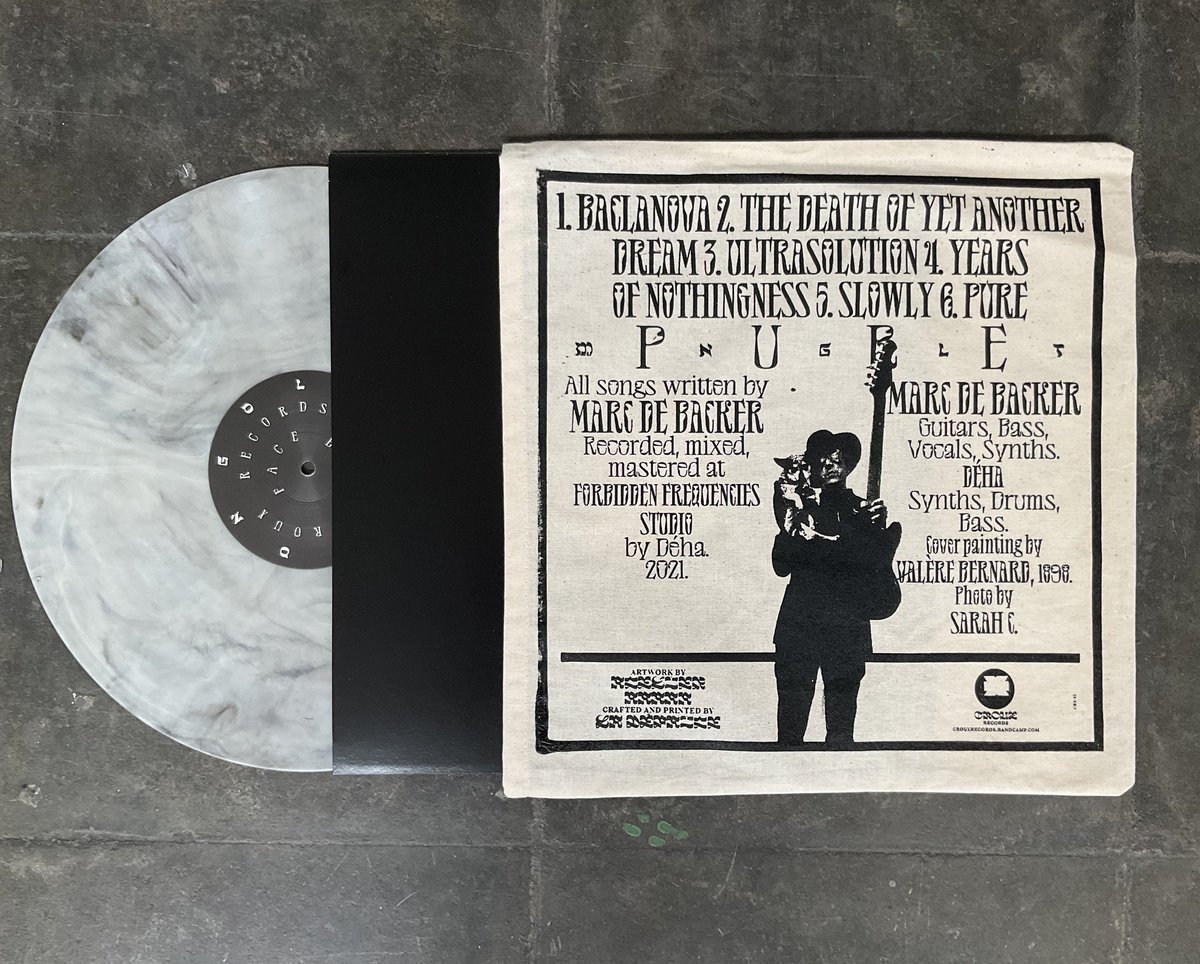 1. BACLANOVA 2. THE DEATH OF YET ANOTHER
DREAM 3. ULTRASOLUTION 4. YEARS
OF NOTHINGNESS 5. SLOWLY 6. PURE
P U R E
M N G L T
All songs written by
MARC DE BACKER
Recorded, mixed,
mastered at
FORBIDDEN FREQUENCIES
STUDIO
by Déha.
2021.
MARC DE BACKER
Guitars, Bass,
Vocals, Synths.
DÉHA
Synths, Drums,
Bass.
Cover painting by
VALÈRE BERNARD, 1898.
Photo by
SARAH C.
ARTWORK BY
CRAFTED AND PRINTED BY
CROUX
RECORDS
CROUXRECORDS.BANDCAMP.COM
RECORDS
ROUX
FACE